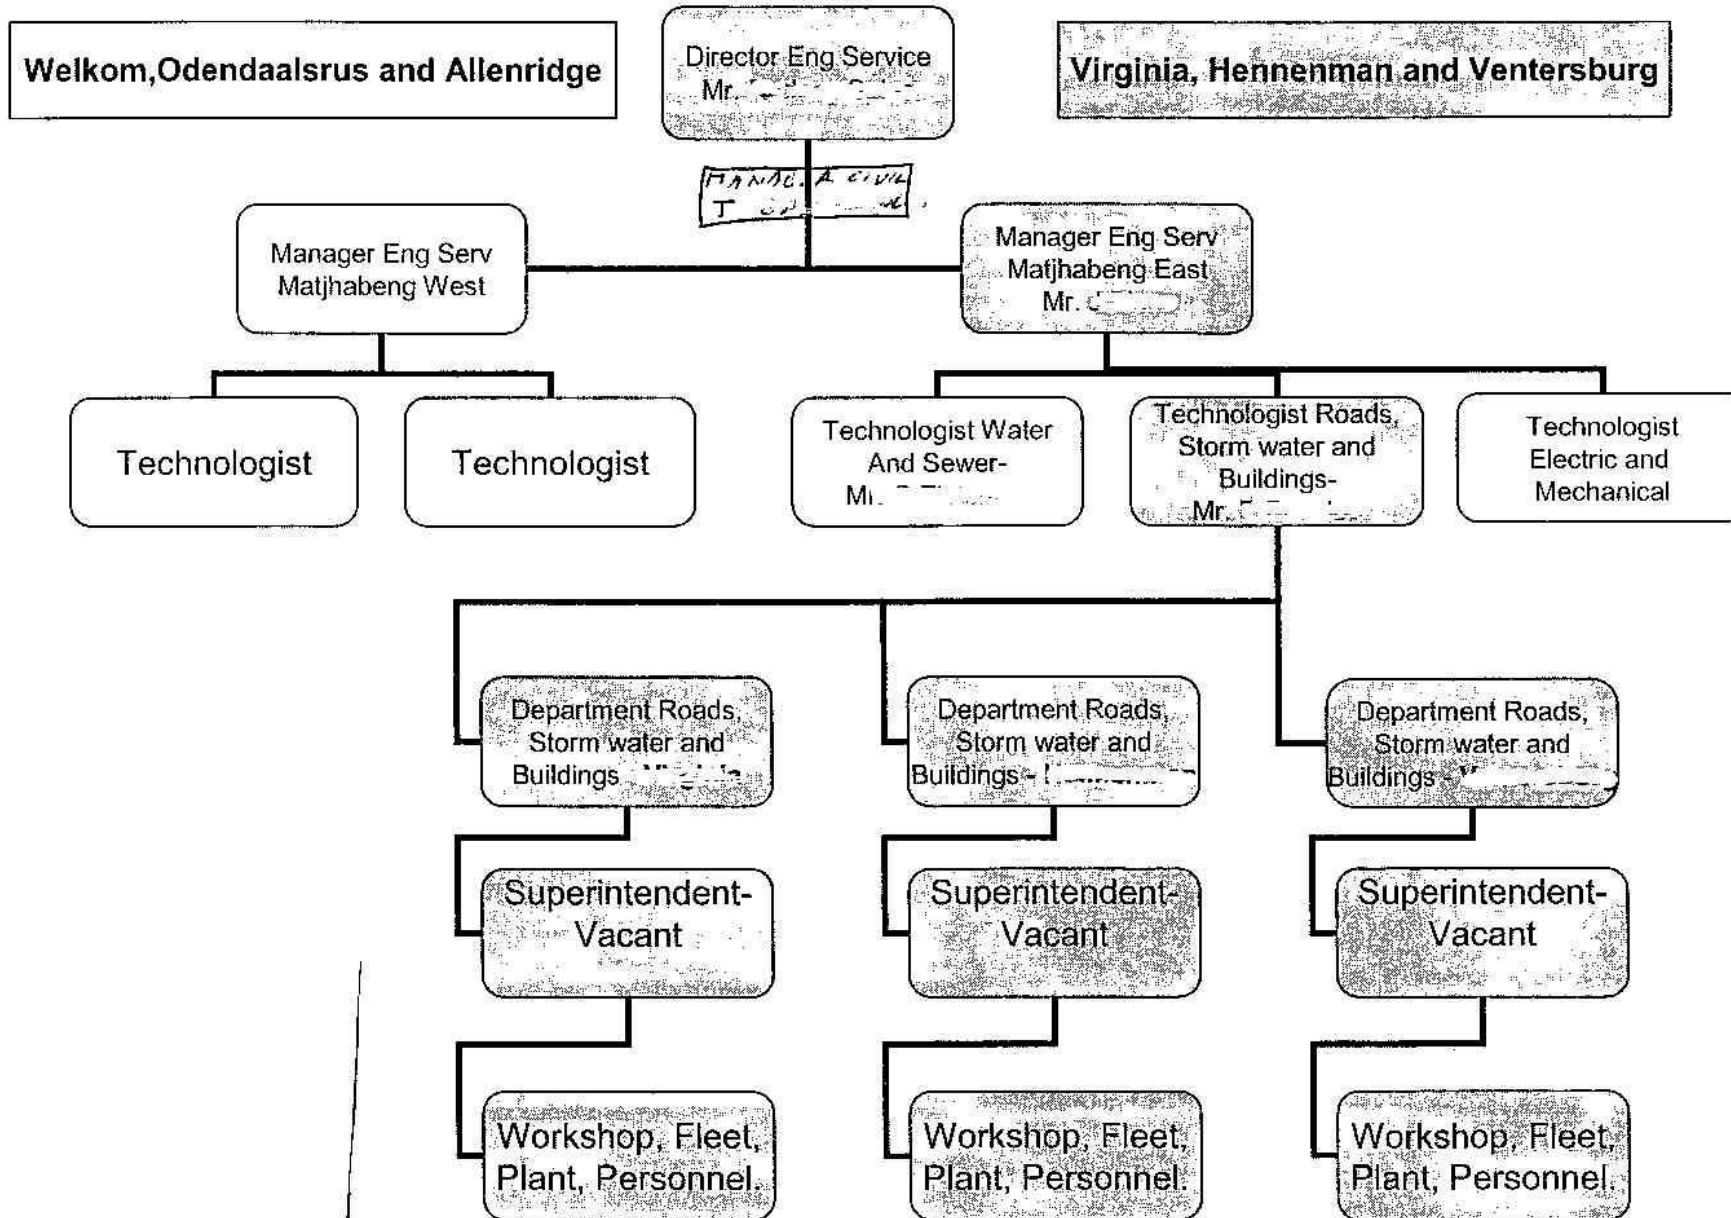 Welkom,Odendaalsrus and Allenridge
Director Eng Service
Mr.
Virginia, Hennenman and Ventersburg
CIVIL
Manager Eng Serv
Matjhabeng West
Manager Eng Serv
Matjhabeng East
Mr.
Technologist
Technologist
Technologist Water
And Sewer-
Technologist Roads,
Storm water and
Buildings-
Mr.
Technologist
Electric and
Mechanical
Department Roads,
Storm water and
Buildings
Department Roads,
Storm water and
Buildings -
Department Roads,
Storm water and
Buildings -
Superintendent-
Vacant
Superintendent-
Vacant
Superintendent-
Vacant
Workshop, Fleet,
Plant, Personnel.
Workshop, Fleet,
Plant, Personnel.
Workshop, Fleet,
Plant, Personnel.